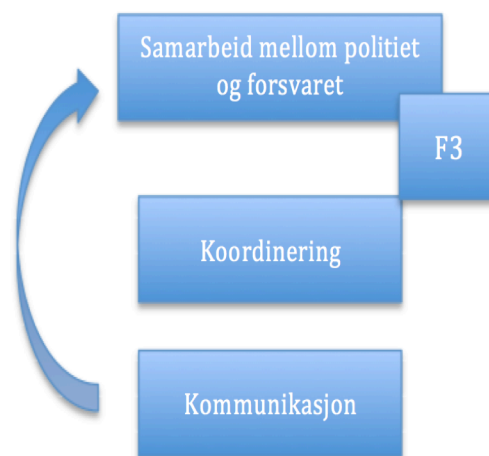 Samarbeid mellom politiet
og forsvaret
F3
Koordinering
Kommunikasjon